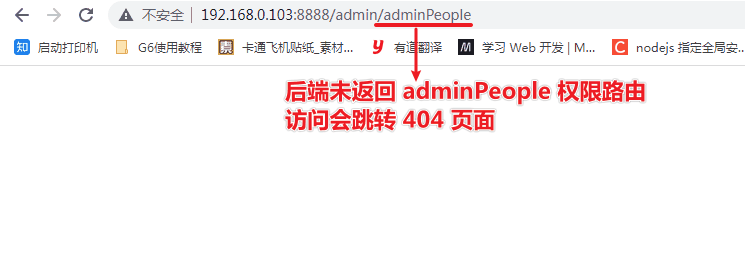 不安全 192.168.0.103:8888/admin/adminPeople
知 启动打印机 G6使用教程 卡通飞机贴纸_素材... y 有道翻译 M 学习 Web 开发 | M... C nodejs 指定全局安...
后端未返回 adminPeople 权限路由
访问会跳转 404 页面